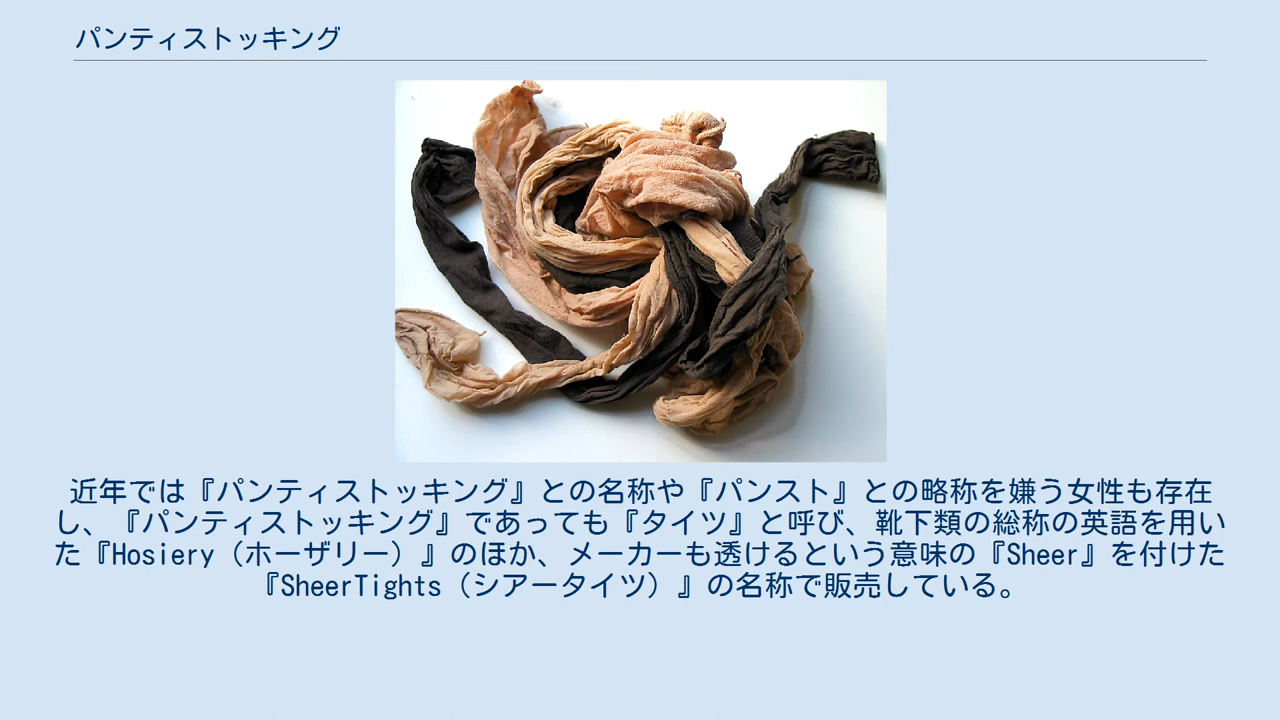 パンティストッキング
近年では『パンティストッキング』との名称や『パンスト』との略称を嫌う女性も存在
し、『パンティストッキング』であっても『タイツ』と呼び、靴下類の総称の英語を用い
た『Hosiery（ホーザリー）』のほか、メーカーも透けるという意味の『Sheer』を付けた
『SheerTights（シアータイツ）』の名称で販売している。